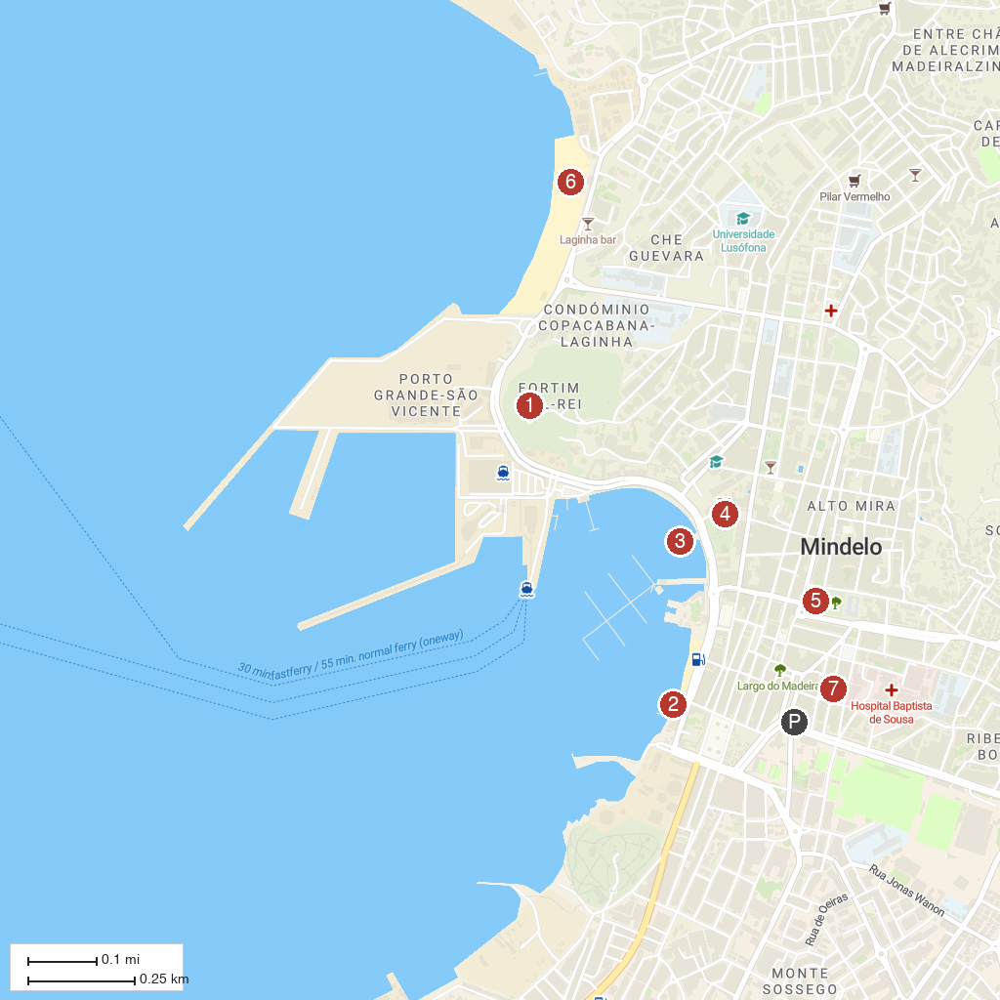 ENTRE CHÃ
DE ALECRIM
MADEIRALZIN
CAR
DE
6
Pilar Vermelho
Laginha bar
CHE
GUEVARA
Universidade
Lusófona
A
CONDÓMINIO
COPACABANA-
LAGINHA
PORTO
GRANDE-SÃO
VICENTE
FORTIM
L-REI
1
4
ALTO MIRA
3
Mindelo
5
30 min.fastferry / 55 min. normal ferry (oneway)
Largo do Madeira
7
Hospital Baptista
de Sousa
2
P
RIBE
BO
Rua Jonas Wanon
Rua de Oeiras
MONTE
SOSSEGO
0.1 mi
0.25 km